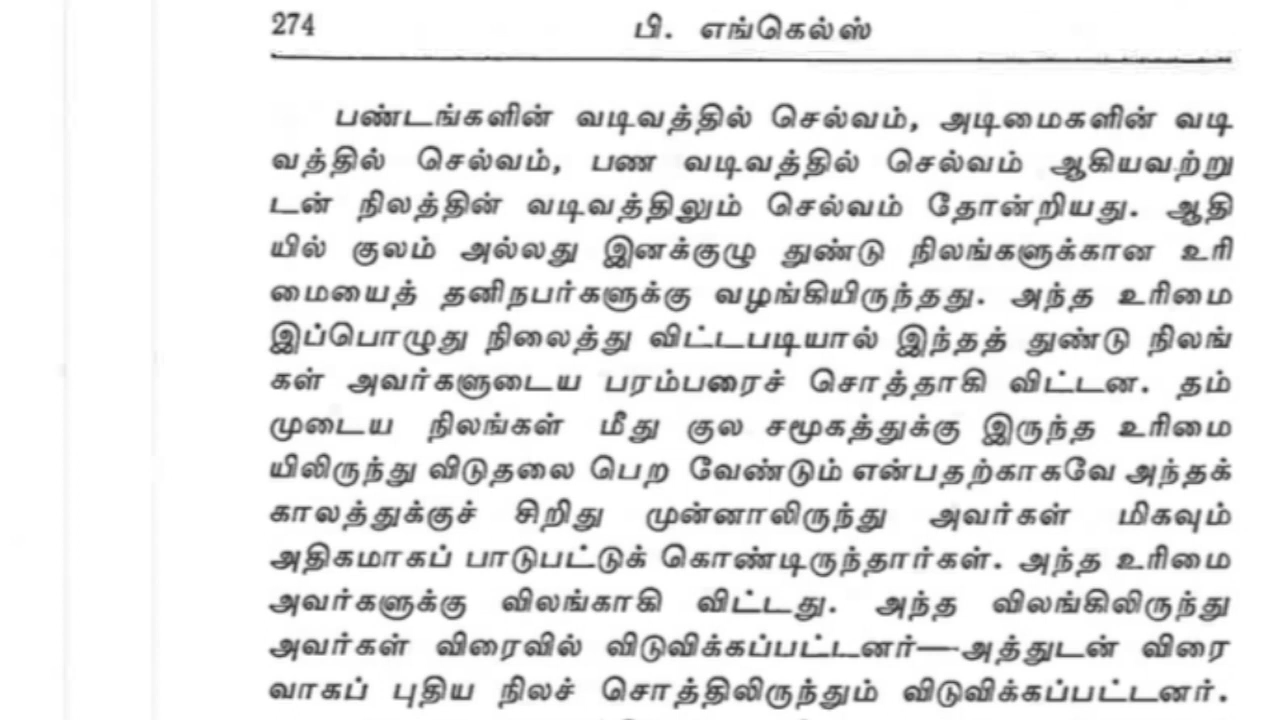 274
பி. எங்கெல்ஸ்
பண்டங்களின் வடிவத்தில் செல்வம், அடிமைகளின் வடி
வத்தில் செல்வம், பண வடிவத்தில் செல்வம் ஆகியவற்று
டன் நிலத்தின் வடிவத்திலும் செல்வம் தோன்றியது. ஆதி
யில் குலம் அல்லது இனக்குழு துண்டு நிலங்களுக்கான உரி
மையைத் தனிநபர்களுக்கு வழங்கியிருந்தது. அந்த உரிமை
இப்பொழுது நிலைத்து விட்டபடியால் இந்தத் துண்டு நிலங்
கள் அவர்களுடைய பரம்பரைச் சொத்தாகி விட்டன. தம்
முடைய நிலங்கள் மீது குல சமூகத்துக்கு இருந்த உரிமை
யிலிருந்து விடுதலை பெற வேண்டும் என்பதற்காகவே அந்தக்
காலத்துக்குச் சிறிது முன்னாலிருந்து அவர்கள் மிகவும்
அதிகமாகப் பாடுபட்டுக் கொண்டிருந்தார்கள். அந்த உரிமை
அவர்களுக்கு விலங்காகி விட்டது. அந்த விலங்கிலிருந்து
அவர்கள் விரைவில் விடுவிக்கப்பட்டனர்—அத்துடன் விரை
வாகப் புதிய நிலச் சொத்திலிருந்தும் விடுவிக்கப்பட்டனர்.